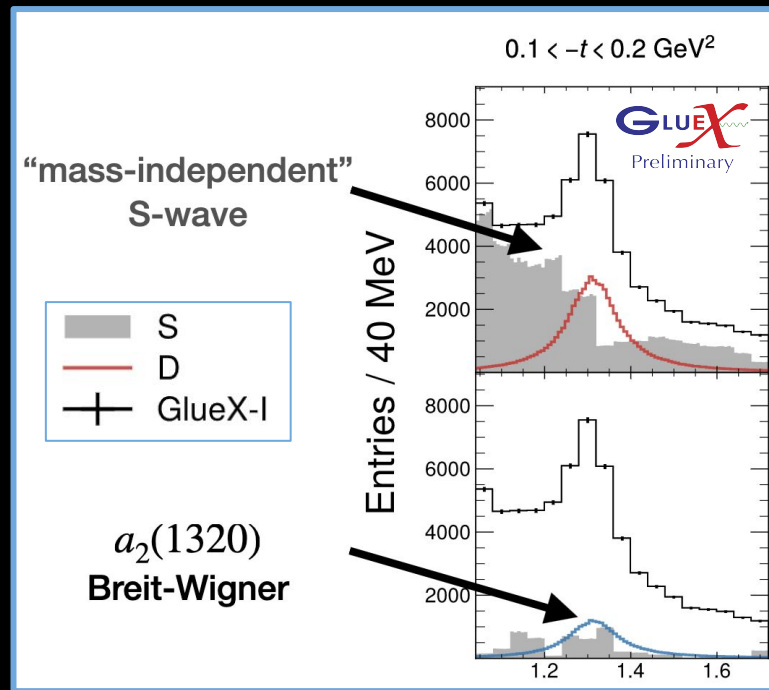 0.1 < −t < 0.2 GeV²
GLUEX
Preliminary
“mass-independent”
S-wave
S
D
GlueX-I
a₂(1320)
Breit-Wigner
Entries / 40 MeV
8000
6000
4000
2000
8000
6000
4000
2000
1.2 1.4 1.6